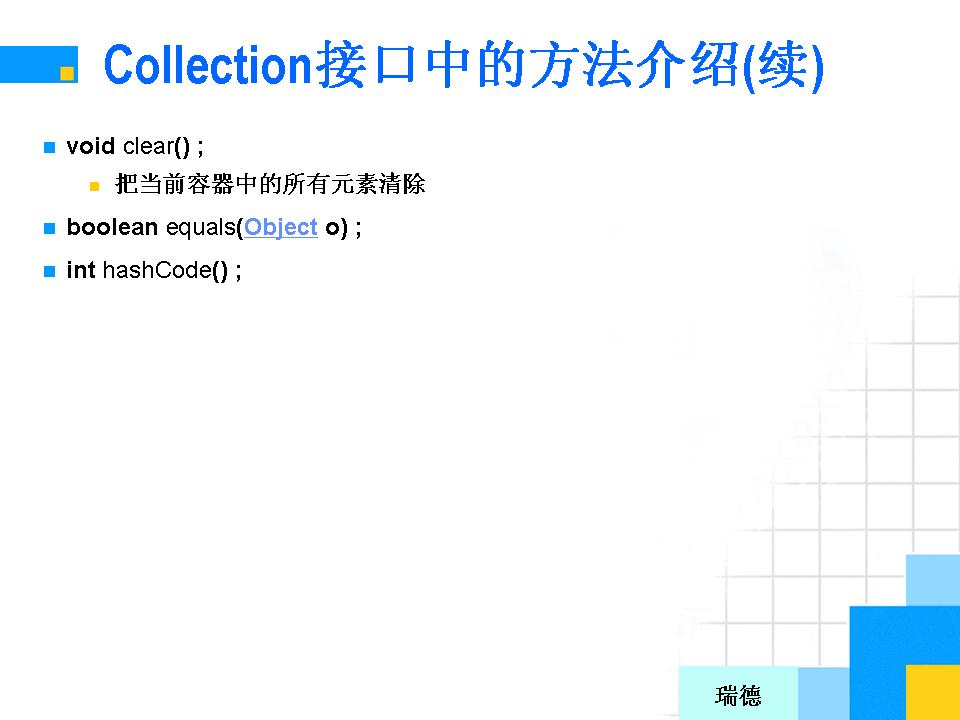 Collection接口中的方法介绍(续)
void clear() ;
把当前容器中的所有元素清除
boolean equals(Object o) ;
int hashCode() ;
瑞德